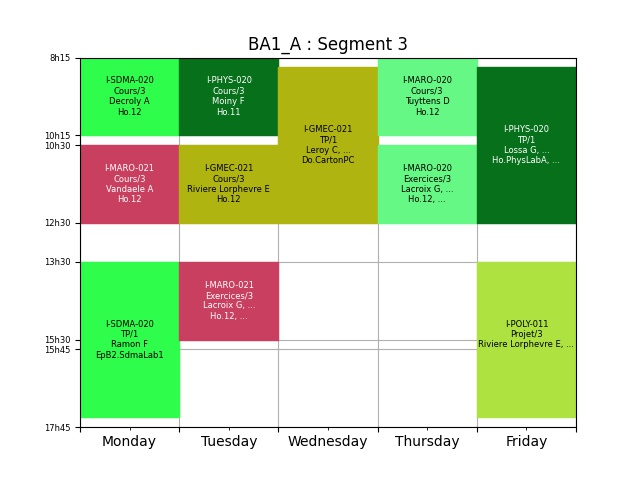 BA1_A : Segment 3
8h15
10h15
10h30
12h30
13h30
15h30
15h45
17h45
I-SDMA-020
Cours/3
Decroly A
Ho.12
I-MARO-021
Cours/3
Vandaele A
Ho.12
I-SDMA-020
TP/1
Ramon F
EpB2.SdmaLab1
I-PHYS-020
Cours/3
Moiny F
Ho.11
I-GMEC-021
Cours/3
Riviere Lorphevre E
Ho.12
I-MARO-021
Exercices/3
Lacroix G, ...
Ho.12, ...
I-GMEC-021
TP/1
Leroy C, ...
Do.CartonPC
I-MARO-020
Cours/3
Tuyttens D
Ho.12
I-MARO-020
Exercices/3
Lacroix G, ...
Ho.12, ...
I-PHYS-020
TP/1
Lossa G, ...
Ho.PhysLabA, ...
I-POLY-011
Projet/3
Riviere Lorphevre E, ...
Monday
Tuesday
Wednesday
Thursday
Friday